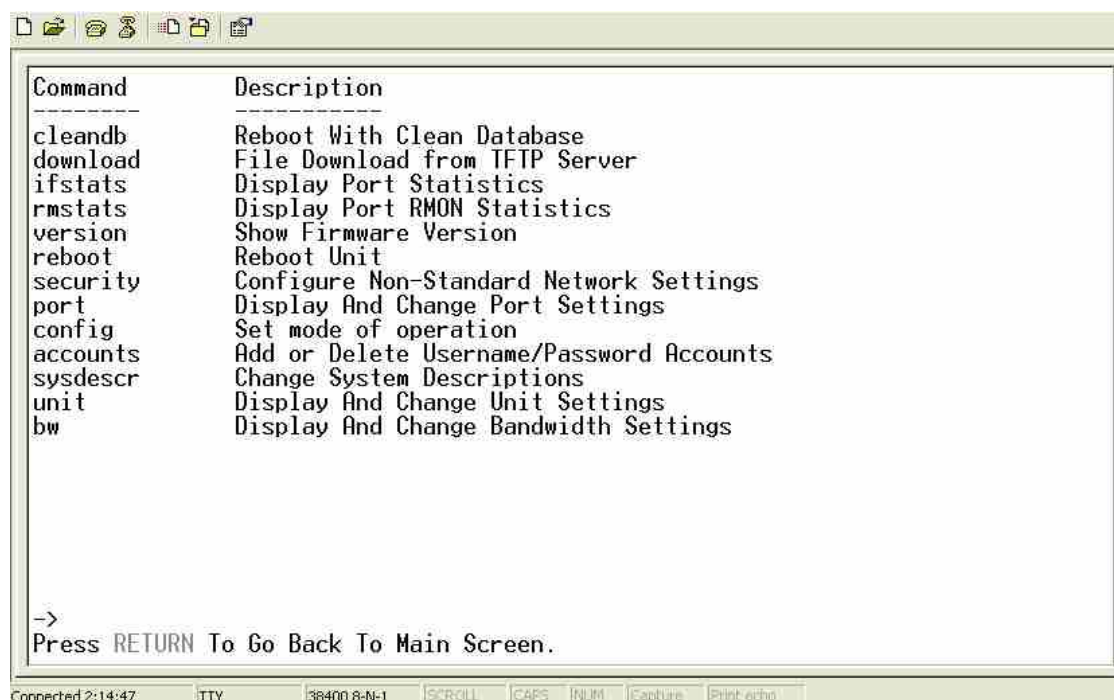 Command Description
-------- -----------
cleandb Reboot With Clean Database
download File Download from TFTP Server
ifstats Display Port Statistics
rmstats Display Port RMON Statistics
version Show Firmware Version
reboot Reboot Unit
security Configure Non-Standard Network Settings
port Display And Change Port Settings
config Set mode of operation
accounts Add or Delete Username/Password Accounts
sysdescr Change System Descriptions
unit Display And Change Unit Settings
bw Display And Change Bandwidth Settings
->
Press RETURN To Go Back To Main Screen.
Connected 2:14:47 TTY 38400 8-N-1 SCROLL CAPS NUM Capture Print echo